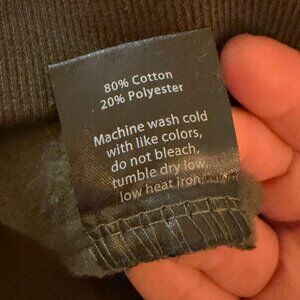 80% Cotton
20% Polyester
Machine wash cold
with like colors,
do not bleach,
tumble dry low,
low heat iron.